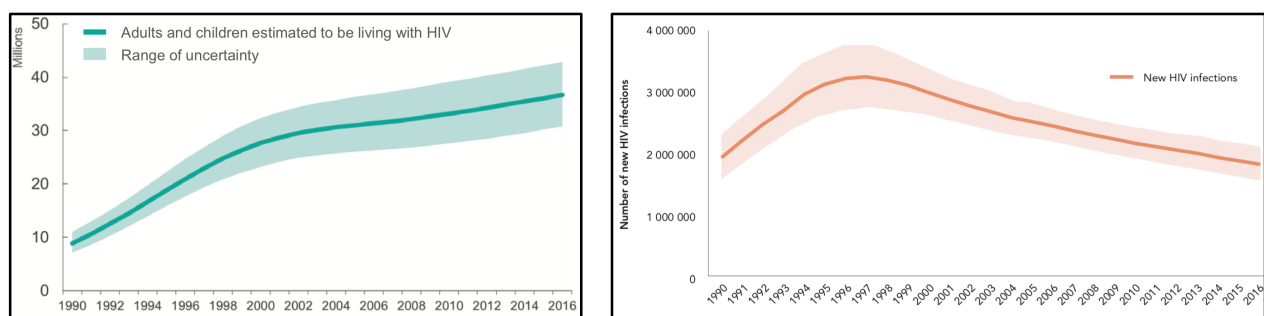 Millions
50
40
30
20
10
0
Adults and children estimated to be living with HIV
Range of uncertainty
1990 1992 1994 1996 1998 2000 2002 2004 2006 2008 2010 2012 2014 2016
Number of new HIV infections
4 000 000
3 000 000
2 000 000
1 000 000
0
New HIV infections
1990 1991 1992 1993 1994 1995 1996 1997 1998 1999 2000 2001 2002 2003 2004 2005 2006 2007 2008 2009 2010 2011 2012 2013 2014 2015 2016